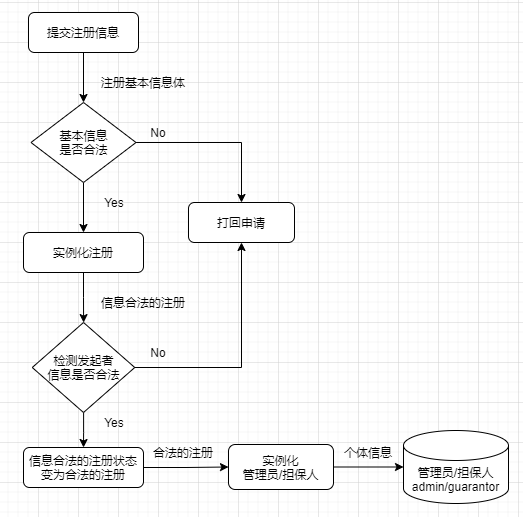 提交注册信息
注册基本信息体
基本信息
是否合法
No
Yes
打回申请
实例化注册
信息合法的注册
检测发起者
信息是否合法
No
Yes
信息合法的注册状态
变为合法的注册
合法的注册
实例化
管理员/担保人
个体信息
管理员/担保人
admin/guarantor